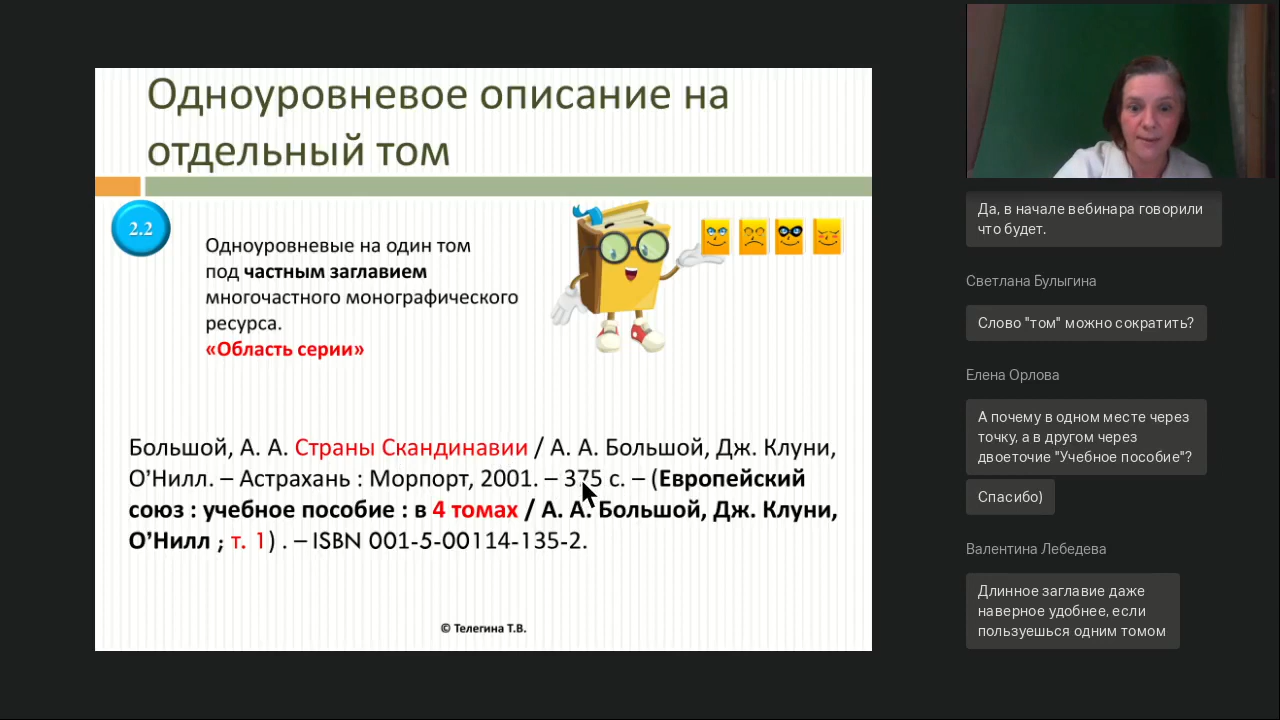 Одноуровневое описание на
отдельный том
2.2
Одноуровневые на один том
под частным заглавием
многочастного монографического
ресурса.
«Область серии»
Большой, А. А. Страны Скандинавии / А. А. Большой, Дж. Клуни,
О’Нилл. – Астрахань : Морпорт, 2001. – 375 с. – (Европейский
союз : учебное пособие : в 4 томах / А. А. Большой, Дж. Клуни,
О’Нилл ; т. 1) . – ISBN 001-5-00114-135-2.
© Телегина Т.В.
Да, в начале вебинара говорили
что будет.
Светлана Булыгина
Слово "том" можно сократить?
Елена Орлова
А почему в одном месте через
точку, а в другом через
двоеточие "Учебное пособие"?
Спасибо)
Валентина Лебедева
Длинное заглавие даже
наверное удобнее, если
пользуешься одним томом